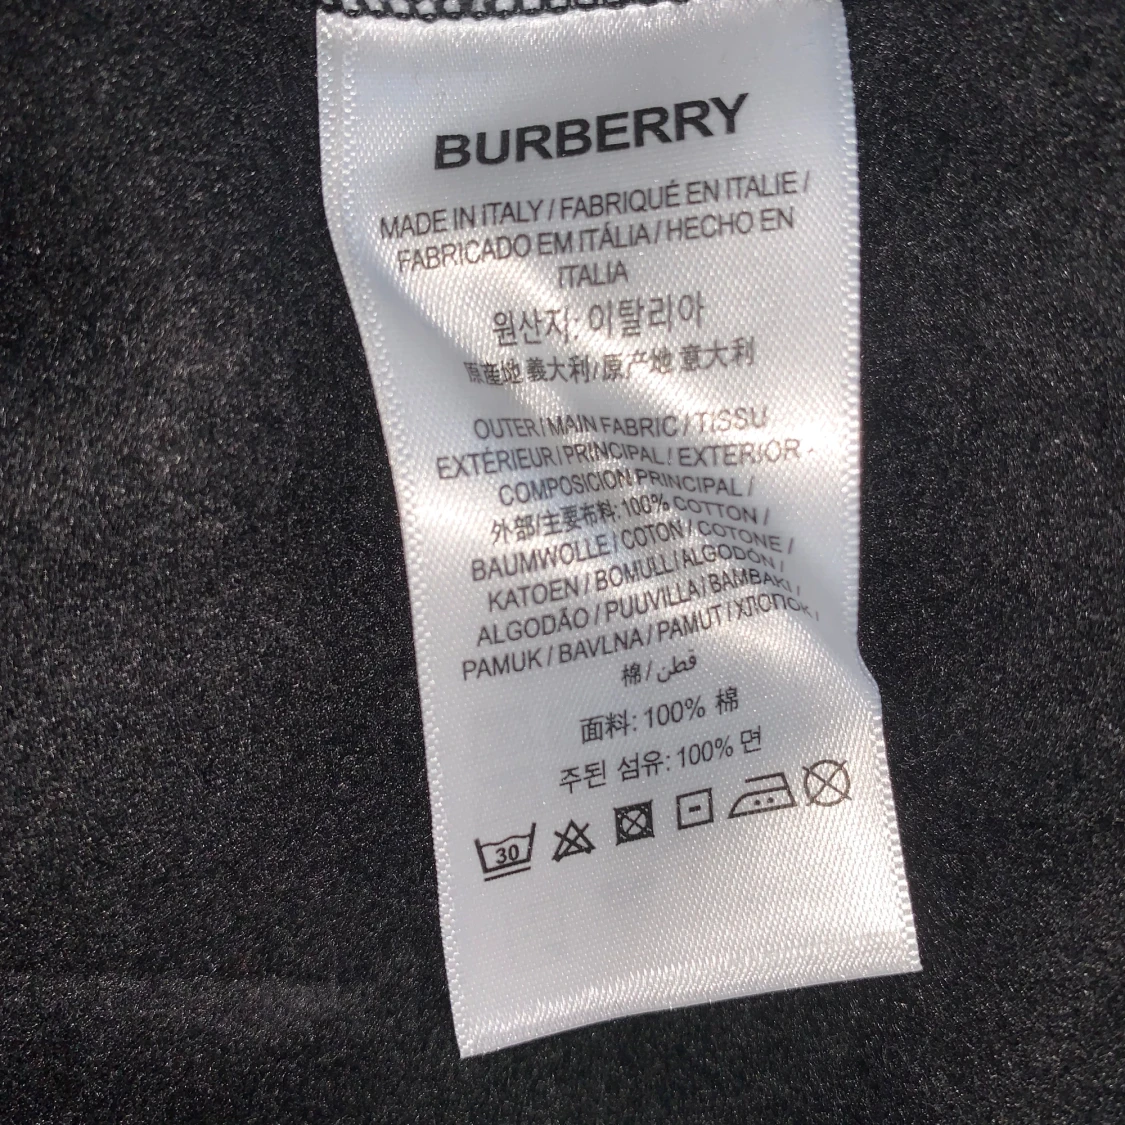 BURBERRY
MADE IN ITALY / FABRIQUÉ EN ITALIE /
FABRICADO EM ITÁLIA / HECHO EN
ITALIA
원산지: 이탈리아
原產地 義大利/原产地 意大利
OUTER / MAIN FABRIC / TISSU
EXTÉRIEUR / PRINCIPAL / EXTERIOR -
COMPOSICION PRINCIPAL /
外部/主要布料: 100% COTTON /
BAUMWOLLE / COTON / COTONE /
KATOEN / BOMULL / ALGODÓN /
ALGODÃO / PUUVILLA / BAMBAKI /
PAMUK / BAVLNA / PAMUT / ХЛОПОК /
棉 / قطن
面料: 100% 棉
주된 섬유: 100% 면
30